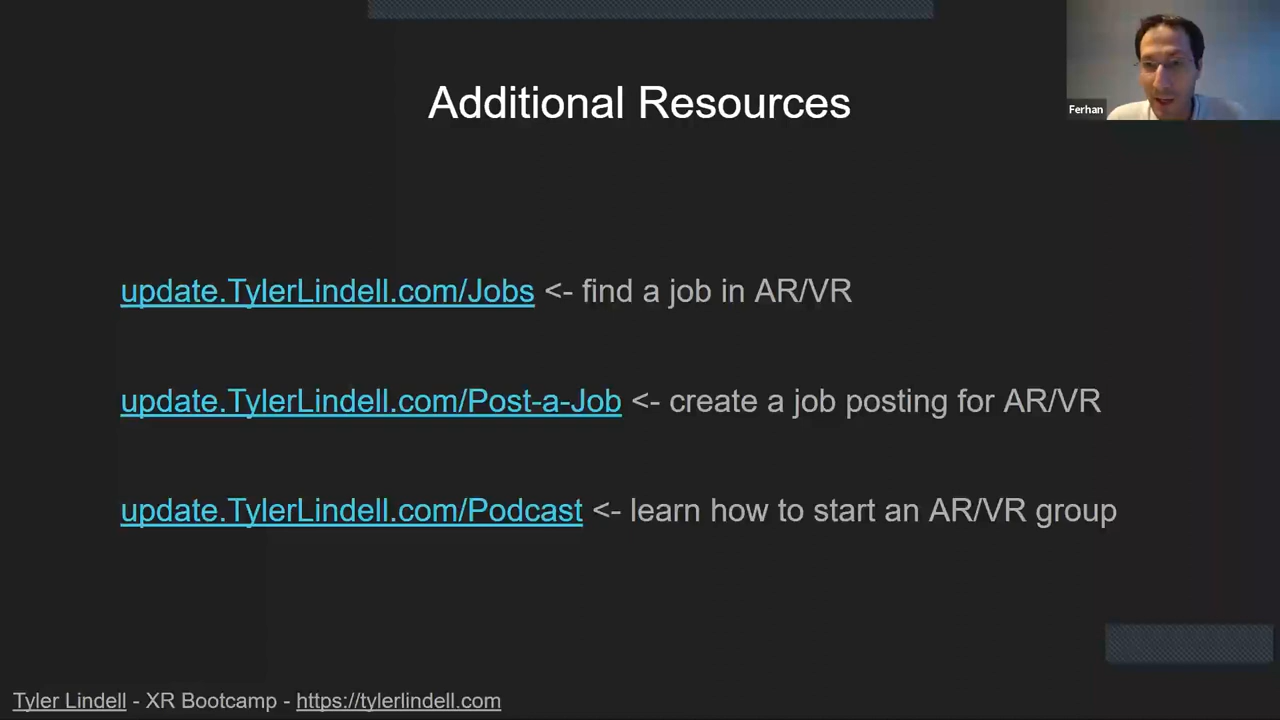 Additional Resources
Ferhan
update.TylerLindell.com/Jobs <- find a job in AR/VR
update.TylerLindell.com/Post-a-Job <- create a job posting for AR/VR
update.TylerLindell.com/Podcast <- learn how to start an AR/VR group
Tyler Lindell - XR Bootcamp - https://tylerlindell.com